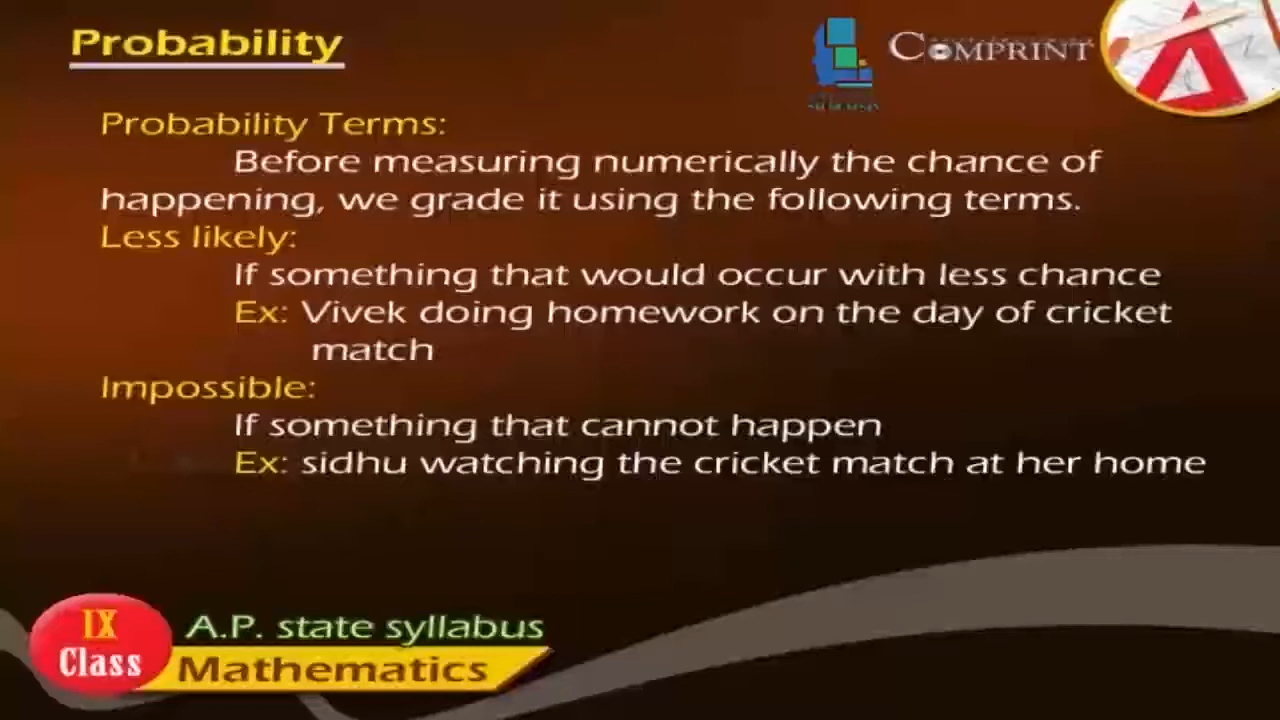 Probability
COMPRINT
Probability Terms:
Before measuring numerically the chance of
happening, we grade it using the following terms.
Less likely:
If something that would occur with less chance
Ex: Vivek doing homework on the day of cricket
match
Impossible:
If something that cannot happen
Ex: sidhu watching the cricket match at her home
IX
Class
A.P. state syllabus
Mathematics